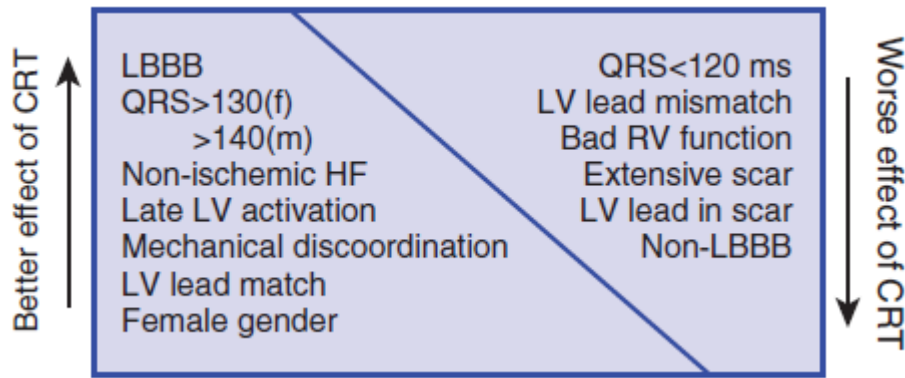 Better effect of CRT
LBBB
QRS>130(f)
>140(m)
Non-ischemic HF
Late LV activation
Mechanical discoordination
LV lead match
Female gender
QRS<120 ms
LV lead mismatch
Bad RV function
Extensive scar
LV lead in scar
Non-LBBB
Worse effect of CRT